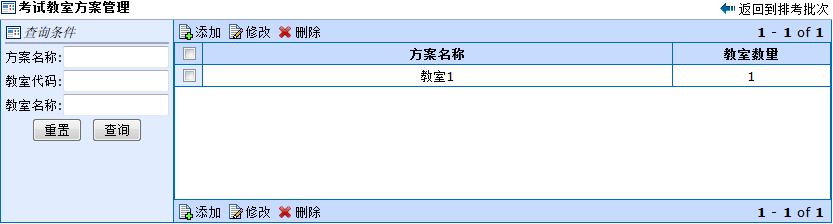 考试教室方案管理 返回到排考批次
查询条件
方案名称:
教室代码:
教室名称:
重置 查询
添加 修改 删除 1 - 1 of 1
方案名称 教室数量
教室1 1
添加 修改 删除 1 - 1 of 1